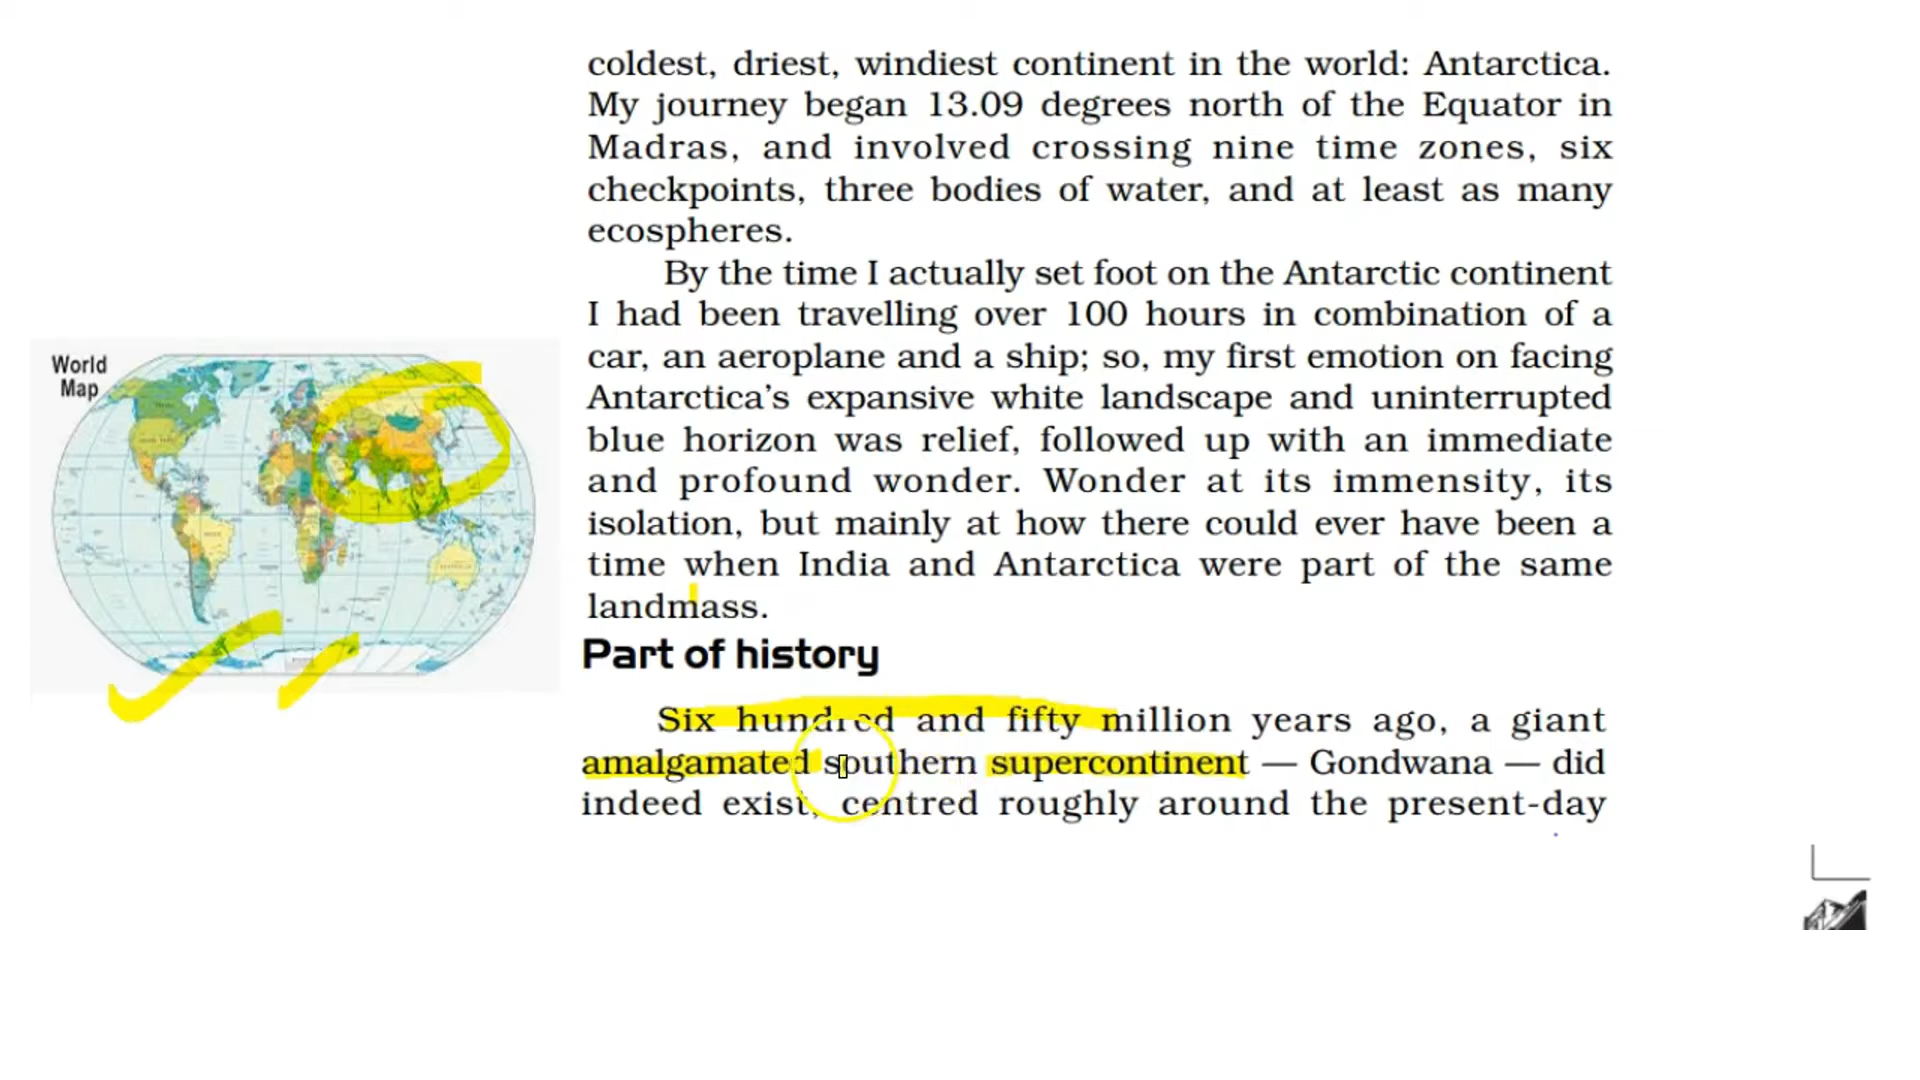 coldest, driest, windiest continent in the world: Antarctica.
My journey began 13.09 degrees north of the Equator in
Madras, and involved crossing nine time zones, six
checkpoints, three bodies of water, and at least as many
ecospheres.
By the time I actually set foot on the Antarctic continent
I had been travelling over 100 hours in combination of a
car, an aeroplane and a ship; so, my first emotion on facing
Antarctica's expansive white landscape and uninterrupted
blue horizon was relief, followed up with an immediate
and profound wonder. Wonder at its immensity, its
isolation, but mainly at how there could ever have been a
time when India and Antarctica were part of the same
landmass.
World
Map
Part of history
Six hundred and fifty million years ago, a giant
amalgamated southern supercontinent — Gondwana — did
indeed exist, centred roughly around the present-day